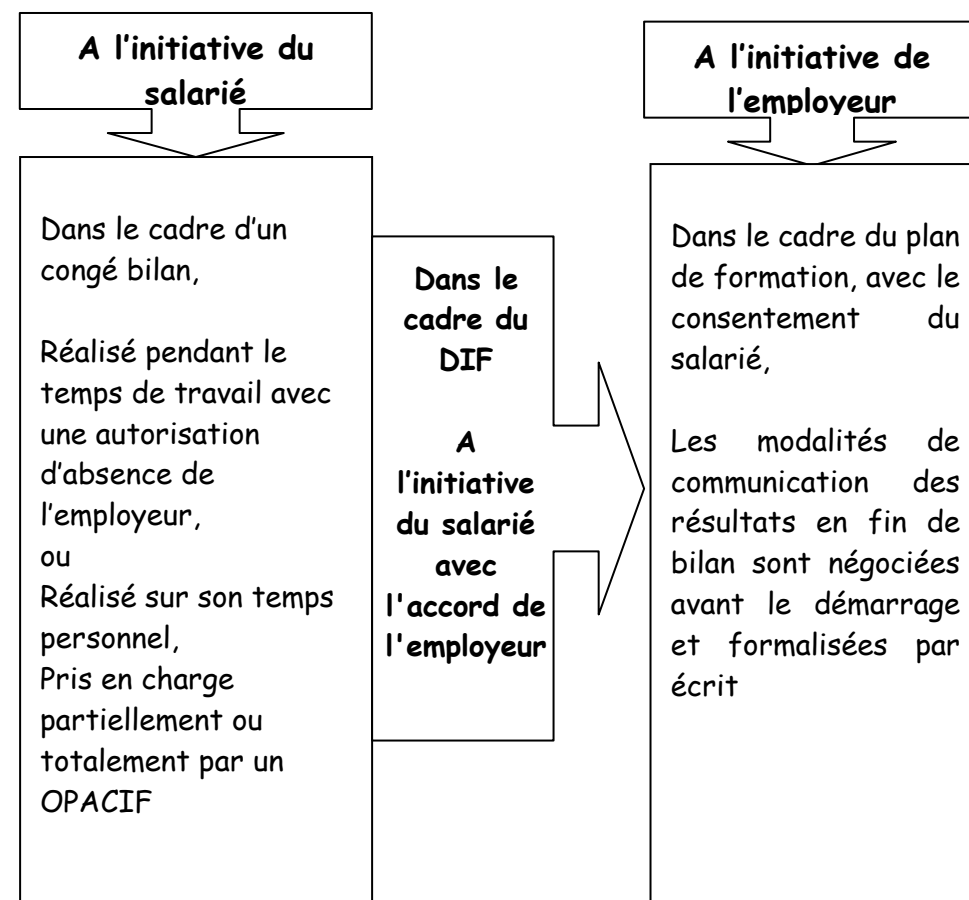 A l’initiative du
salarié
Dans le cadre d’un
congé bilan,
Réalisé pendant le
temps de travail avec
une autorisation
d’absence de
l’employeur,
ou
Réalisé sur son temps
personnel,
Pris en charge
partiellement ou
totalement par un
OPACIF
Dans le
cadre du
DIF
A
l’initiative
du salarié
avec
l'accord de
l'employeur
A l’initiative de
l’employeur
Dans le cadre du plan
de formation, avec le
consentement du
salarié,
Les modalités de
communication des
résultats en fin de
bilan sont négociées
avant le démarrage
et formalisées par
écrit